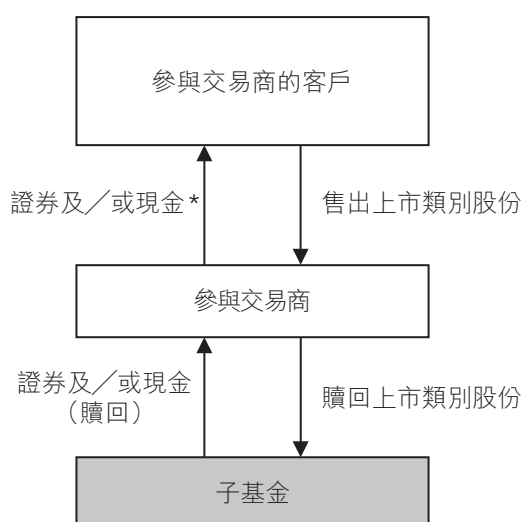 參與交易商的客戶
證券及／或現金*
售出上市類別股份
參與交易商
證券及／或現金
（贖回）
贖回上市類別股份
子基金